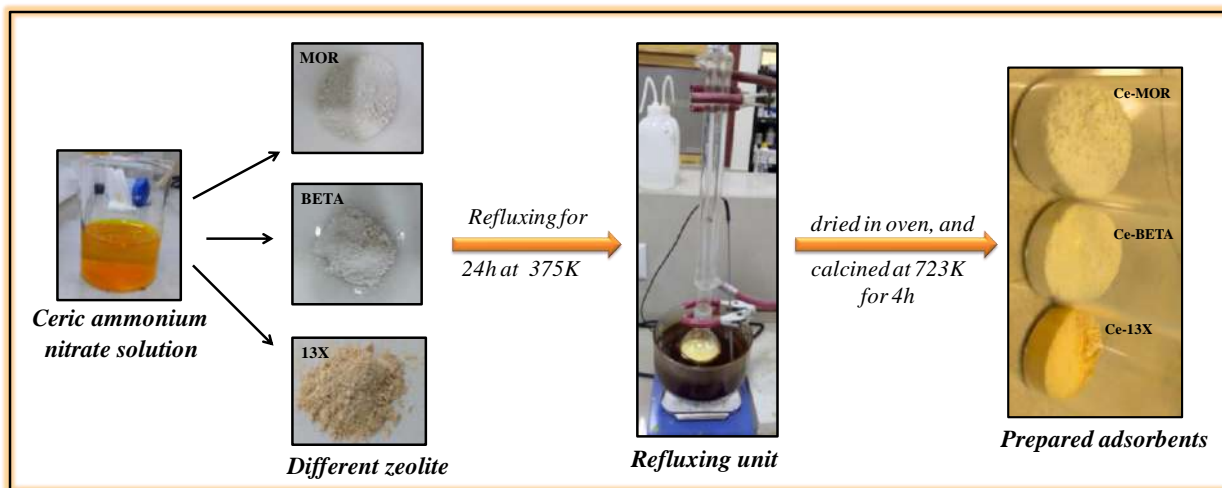 Ceric ammonium
nitrate solution
MOR
BETA
13X
Different zeolite
Refluxing for
24h at 375K
Refluxing unit
dried in oven, and
calcined at 723K
for 4h
Ce-MOR
Ce-BETA
Ce-13X
Prepared adsorbents